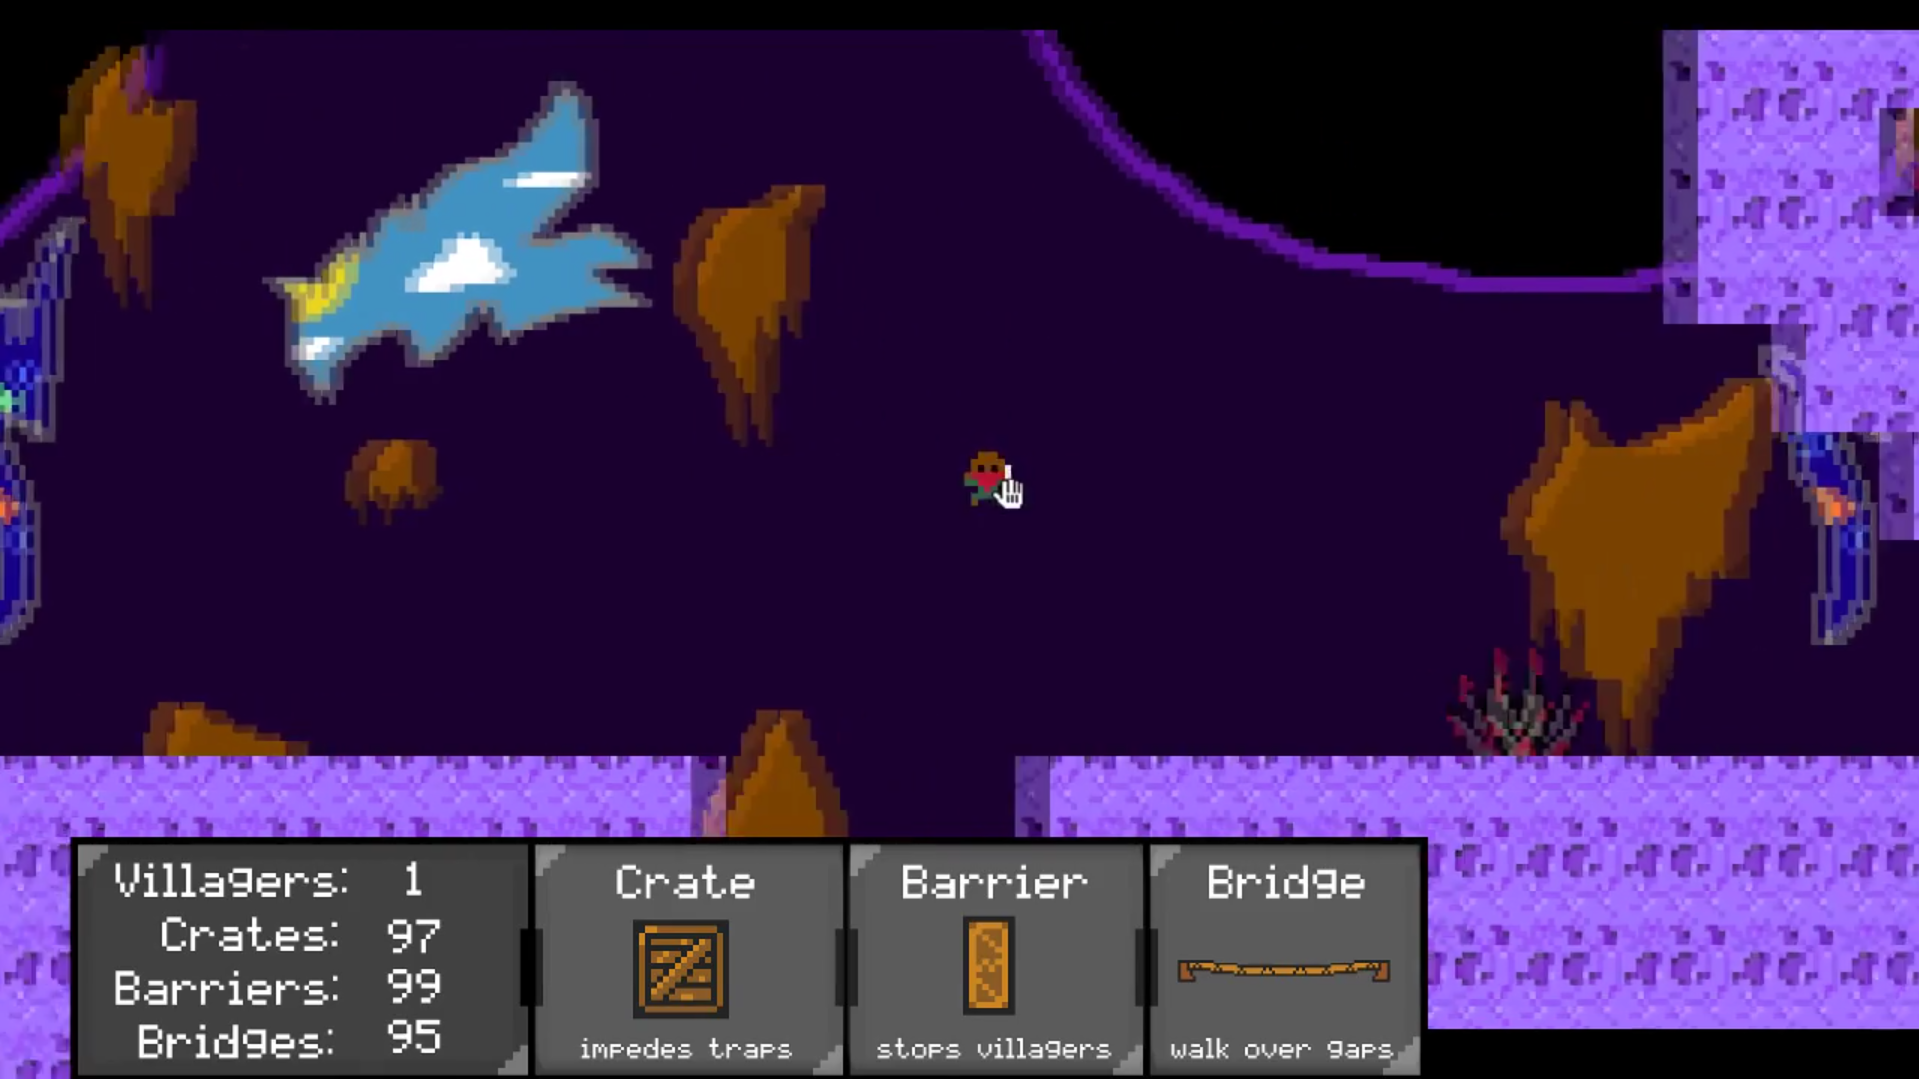 Villagers: 1
Crates: 97
Barriers: 99
Bridges: 95
Crate
impedes traps
Barrier
stops villagers
Bridge
walk over gaps